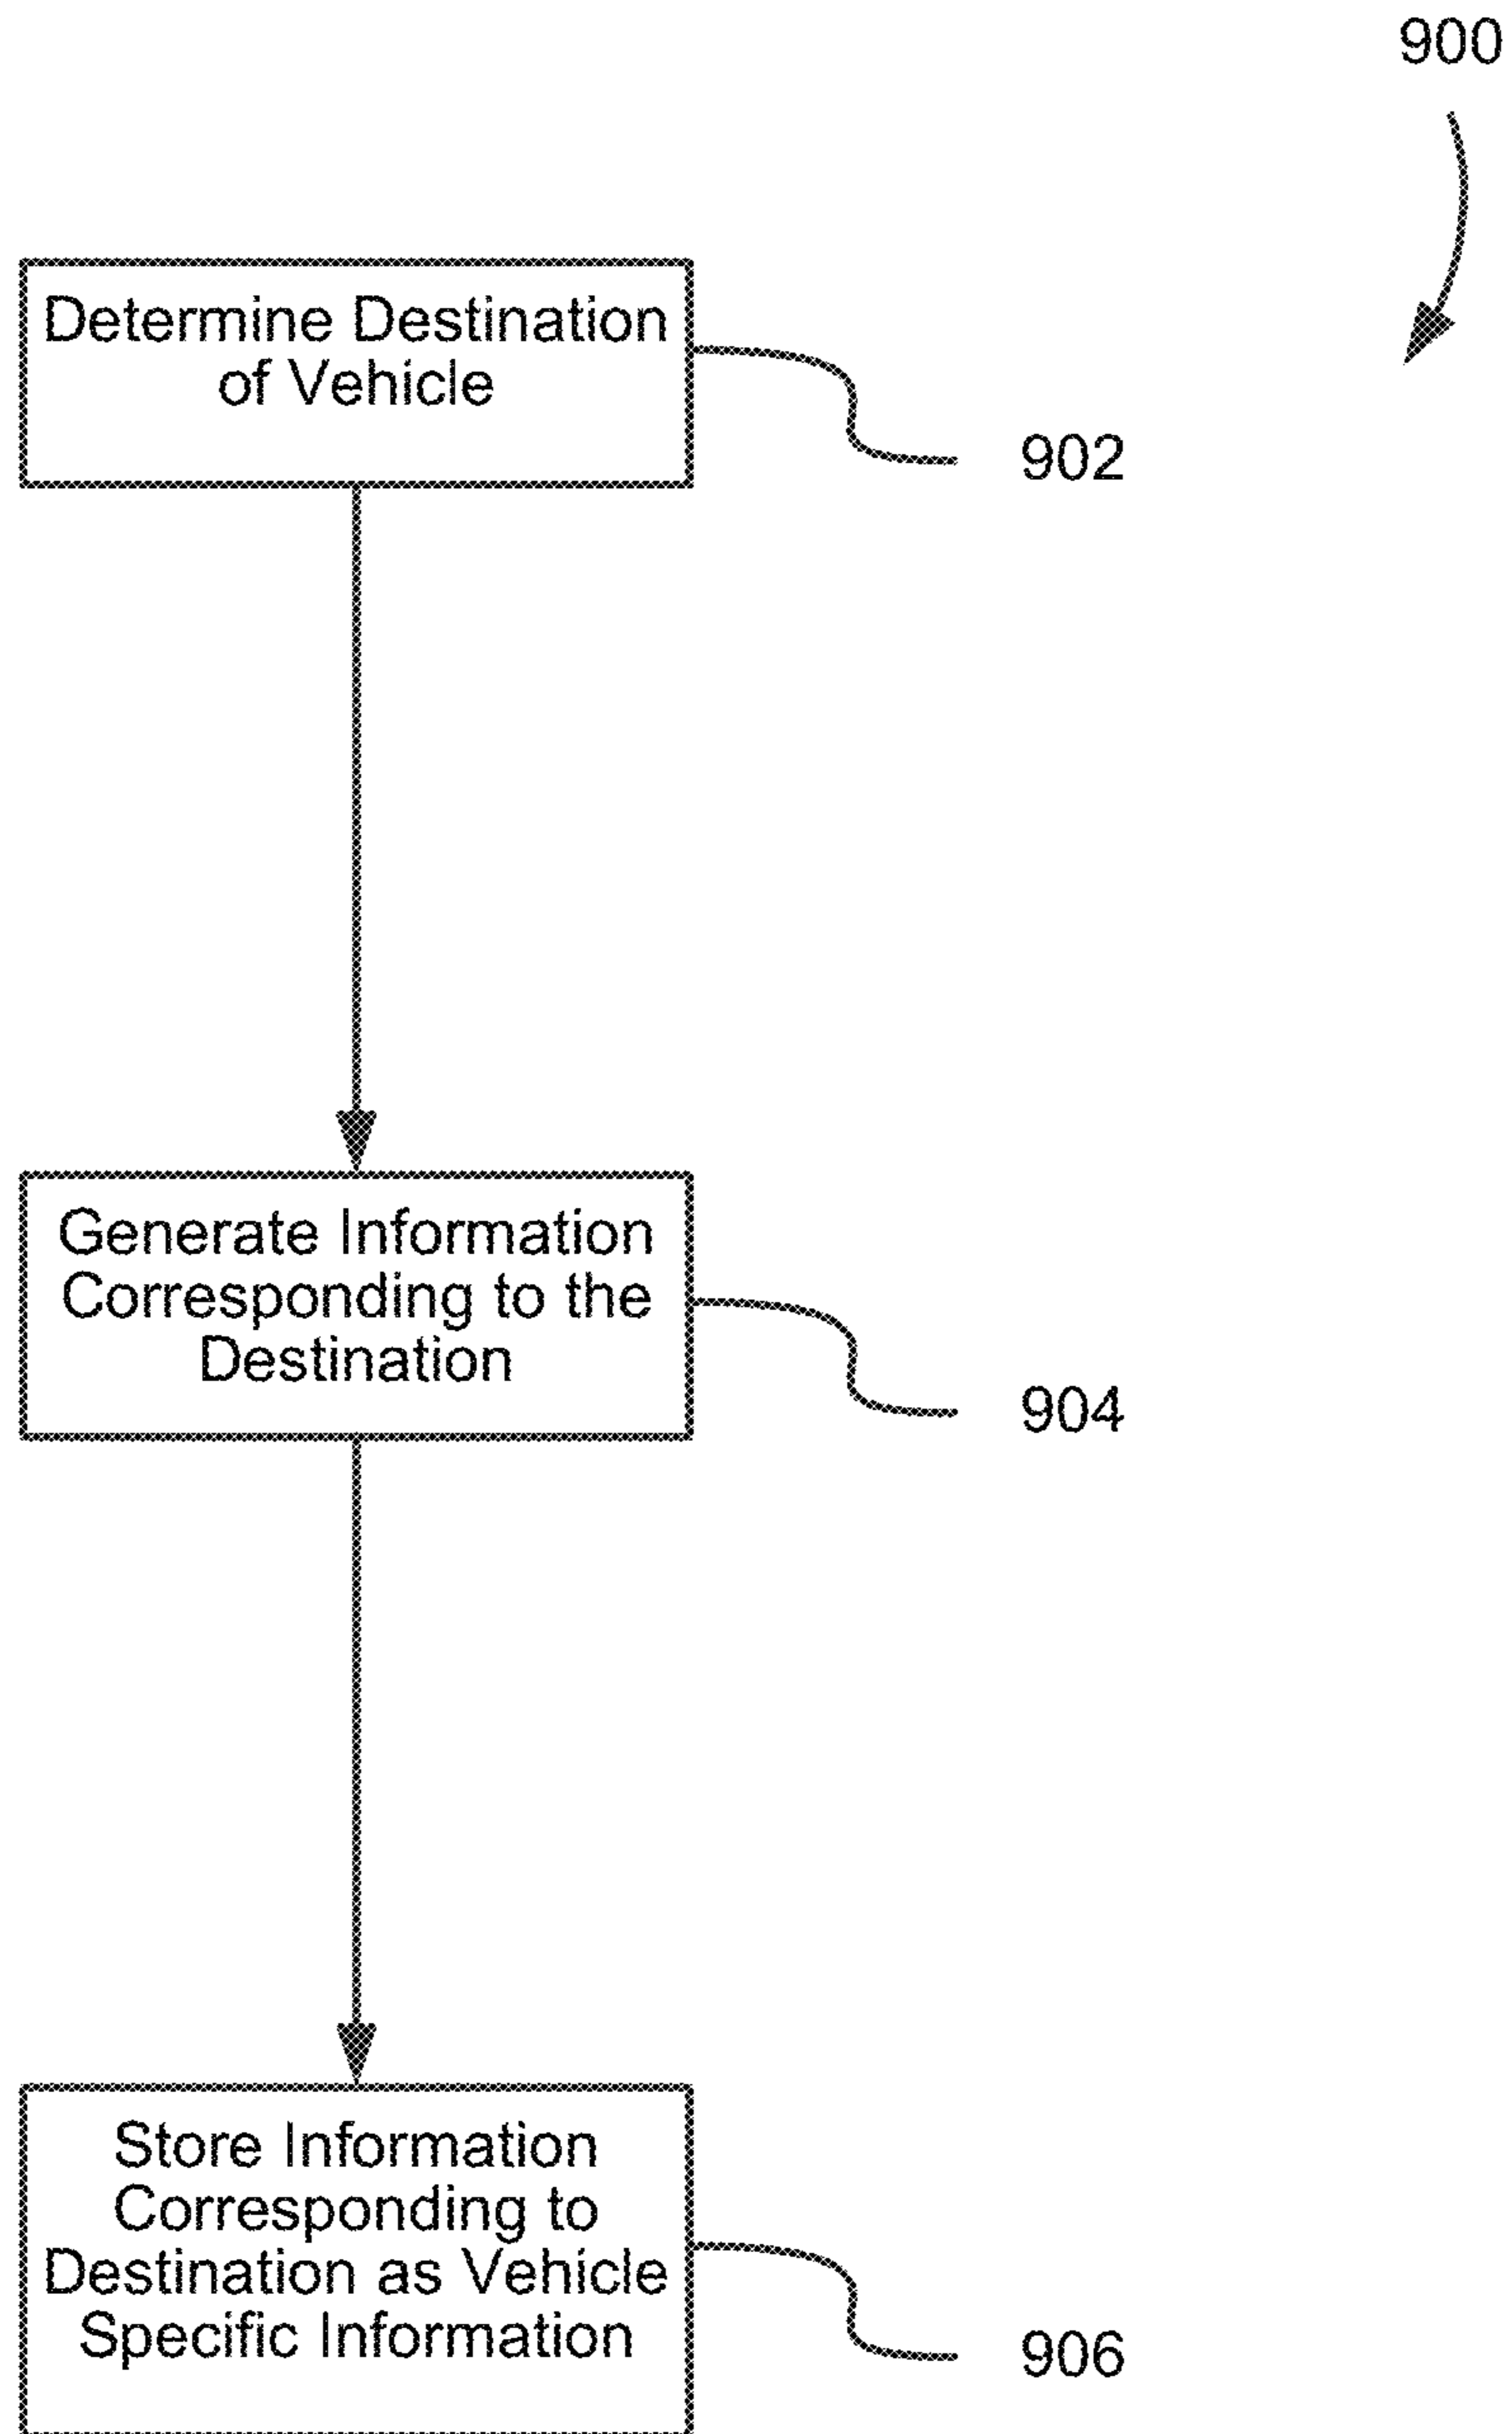 900
Determine Destination
of Vehicle
902
Generate Information
Corresponding to the
Destination
904
Store Information
Corresponding to
Destination as Vehicle
Specific Information
906